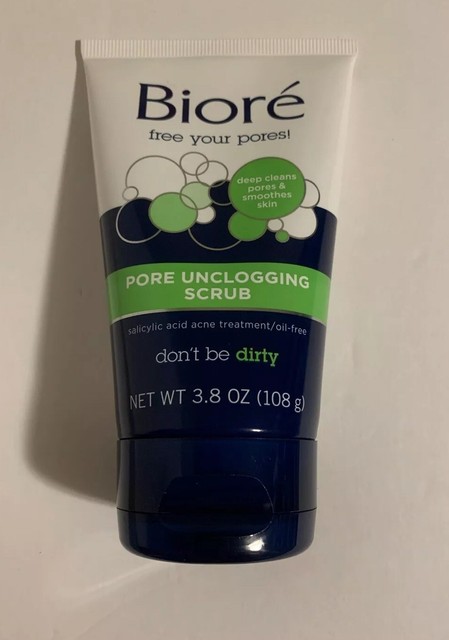 Bioré
free your pores!
deep cleans
pores &
smoothes
skin
PORE UNCLOGGING
SCRUB
salicylic acid acne treatment/oil-free
don't be dirty
NET WT 3.8 OZ (108 g)